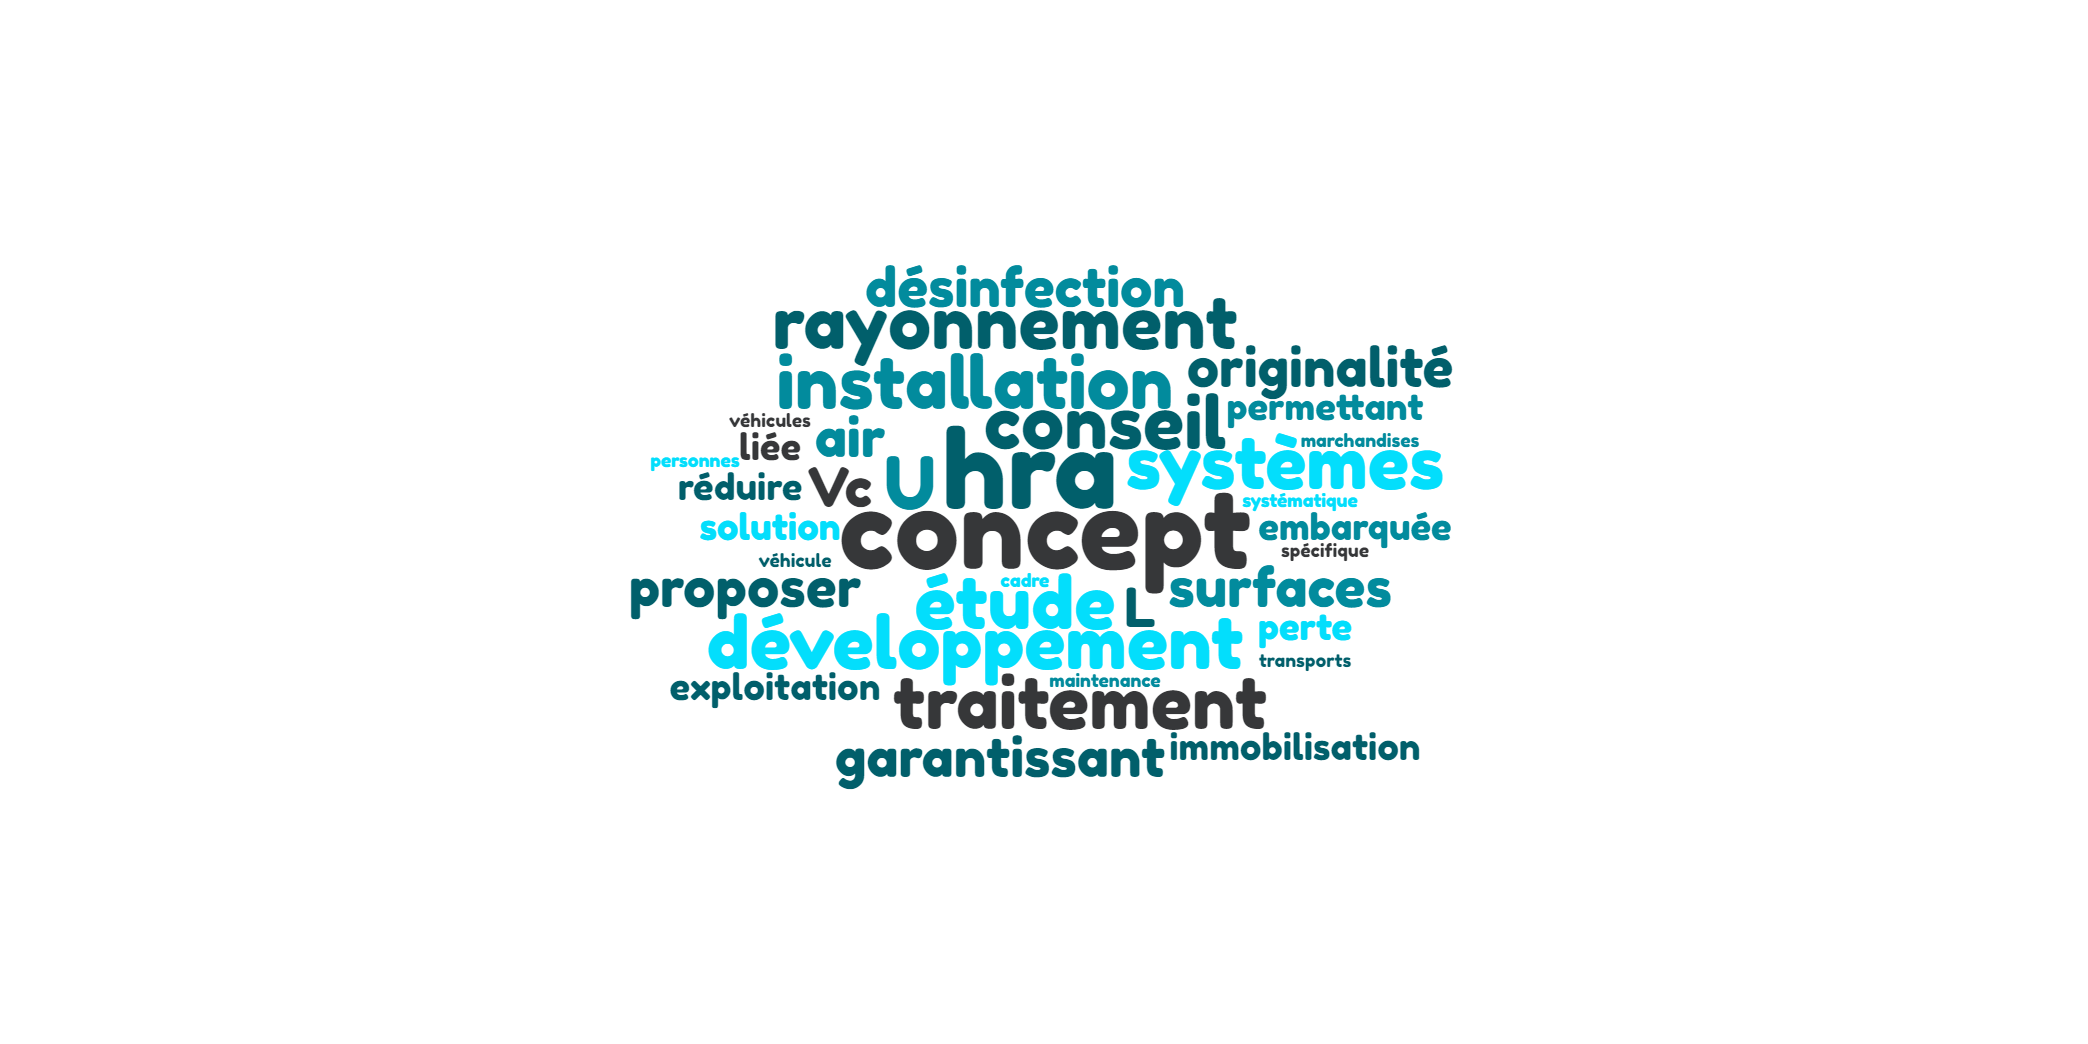 désinfection
rayonnement
installation originalité
conseil permettant
véhicules
liée air marchandises
personnes U hra systèmes
réduire Vc systématique
solution concept embarquée
spécifique
véhicule
proposer étude cadre L surfaces
développement perte
transports
exploitation maintenance
traitement
garantissant immobilisation